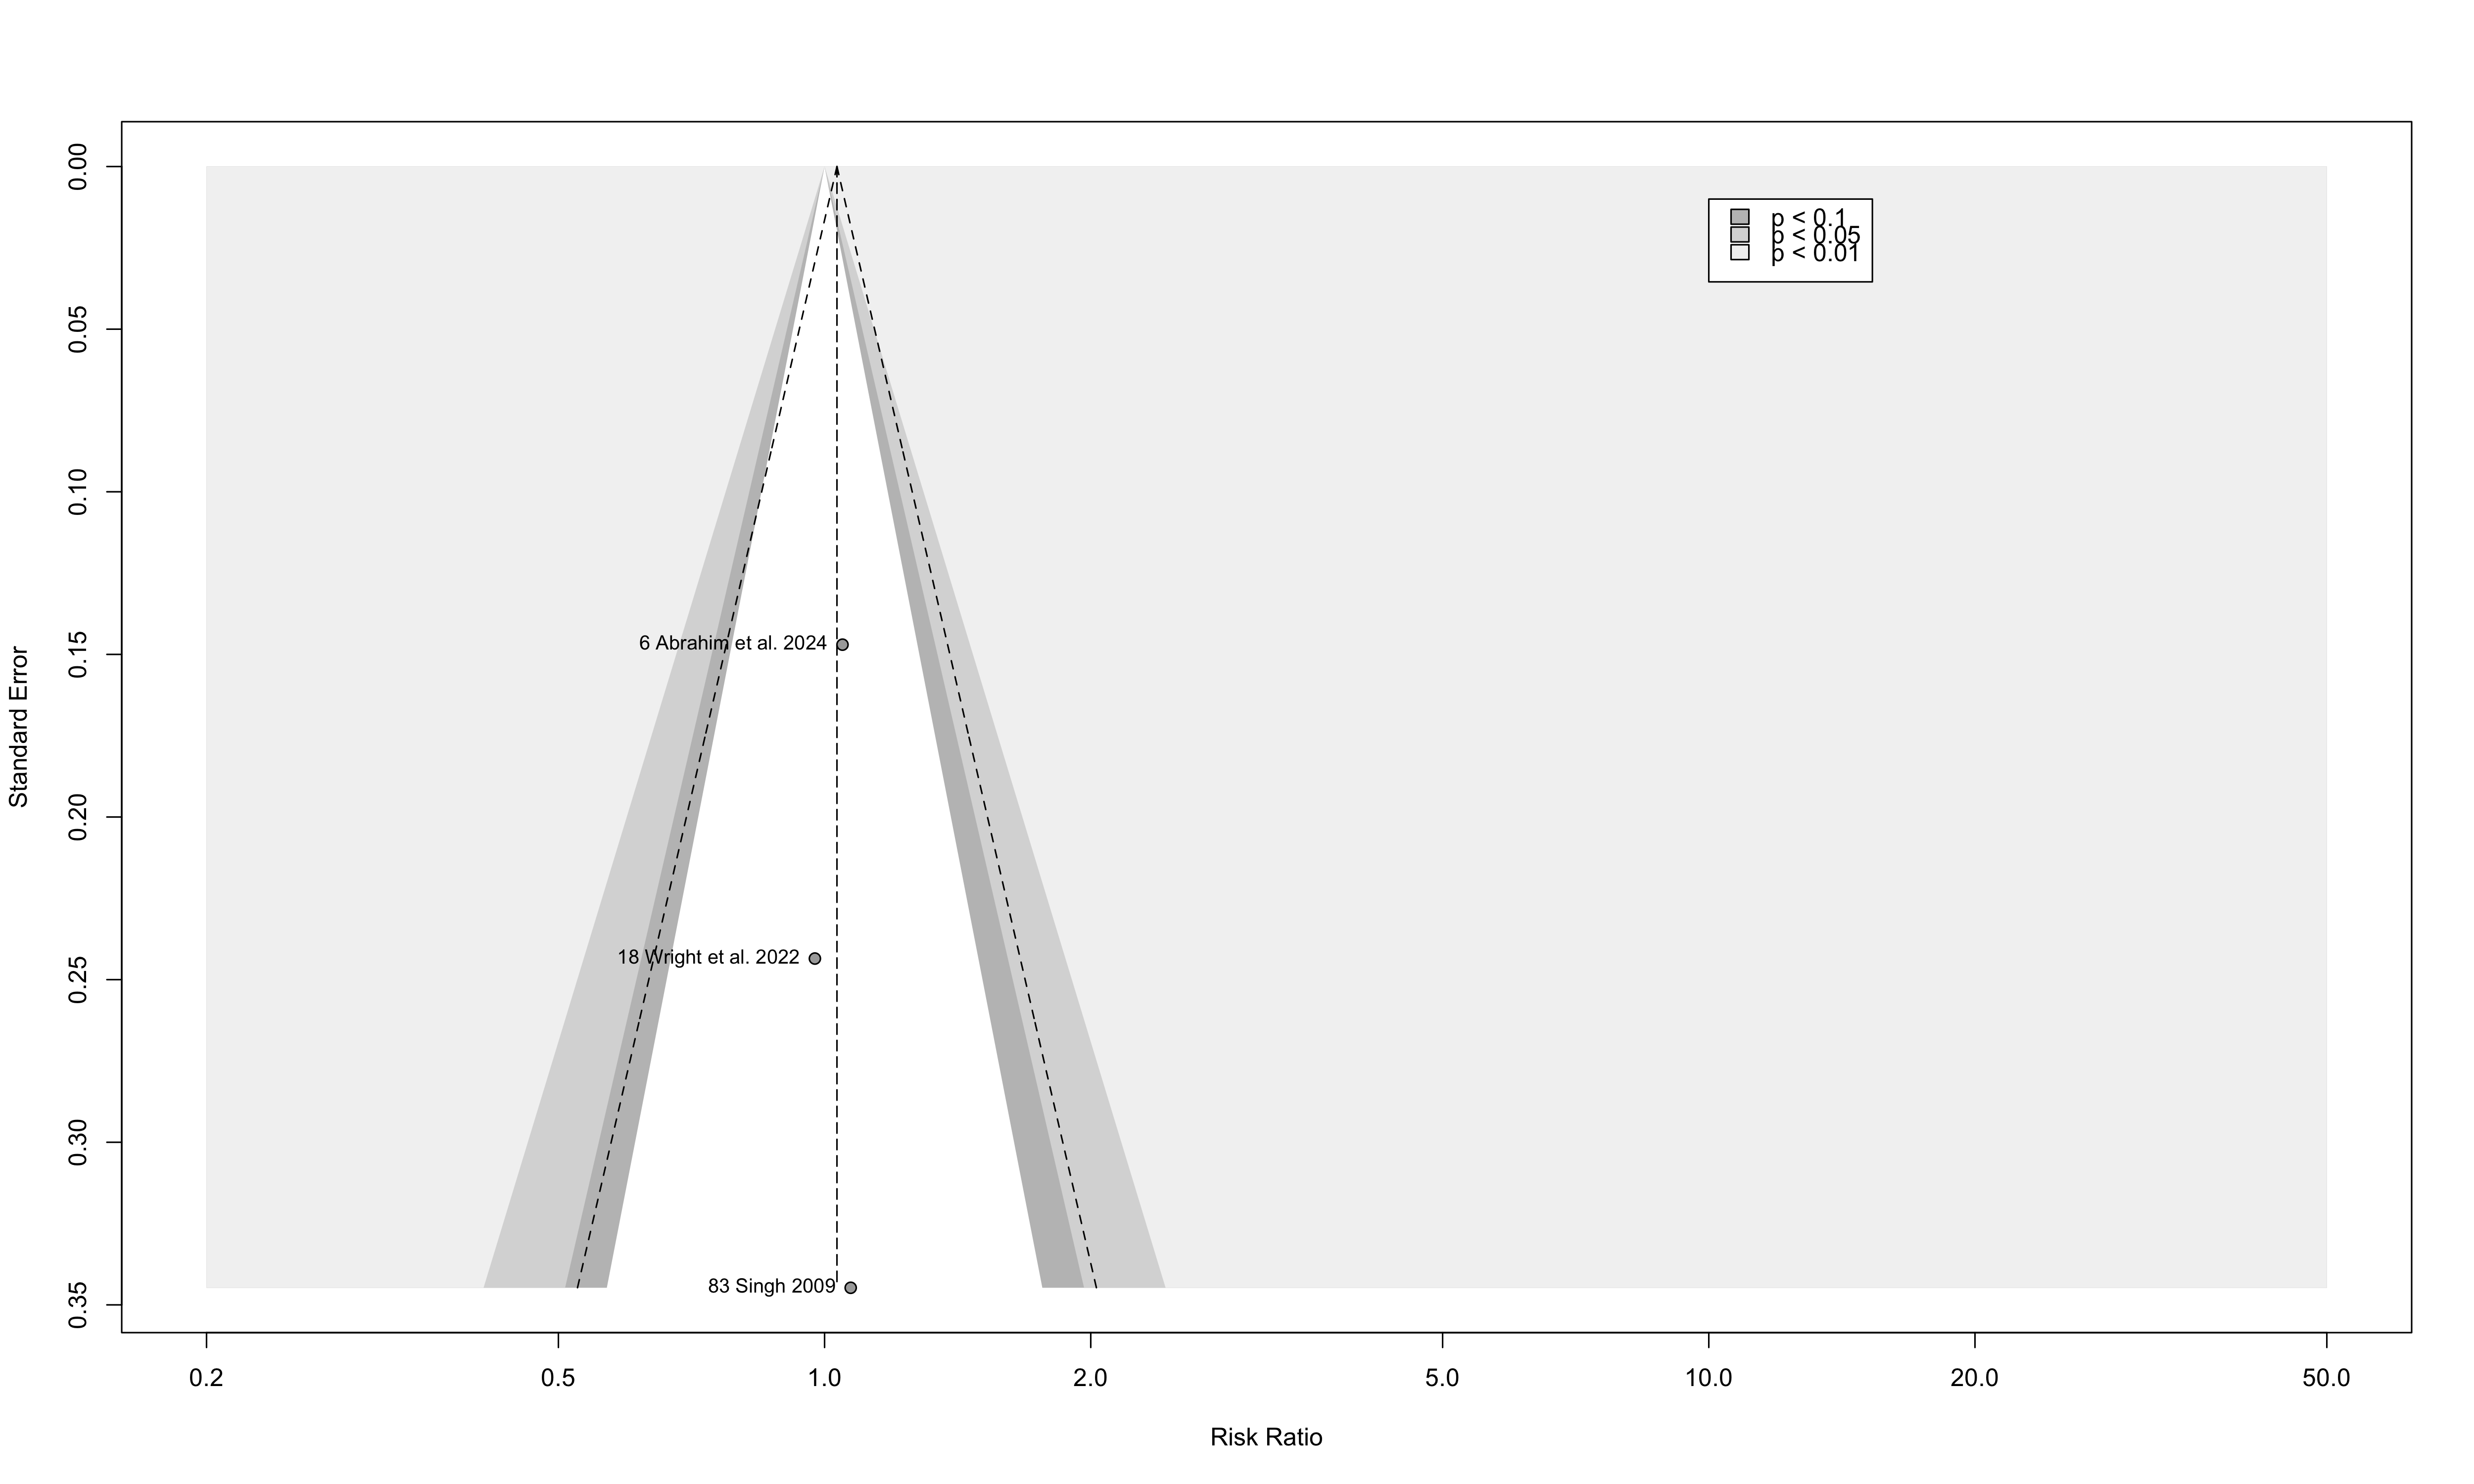 0.00
0.05
0.10
0.15
0.20
0.25
0.30
0.35
Standard Error
p < 0.1
p < 0.05
p < 0.01
6 Abrahim et al. 2024
18 Wright et al. 2022
83 Singh 2009
0.2 0.5 1.0 2.0 5.0 10.0 20.0 50.0
Risk Ratio